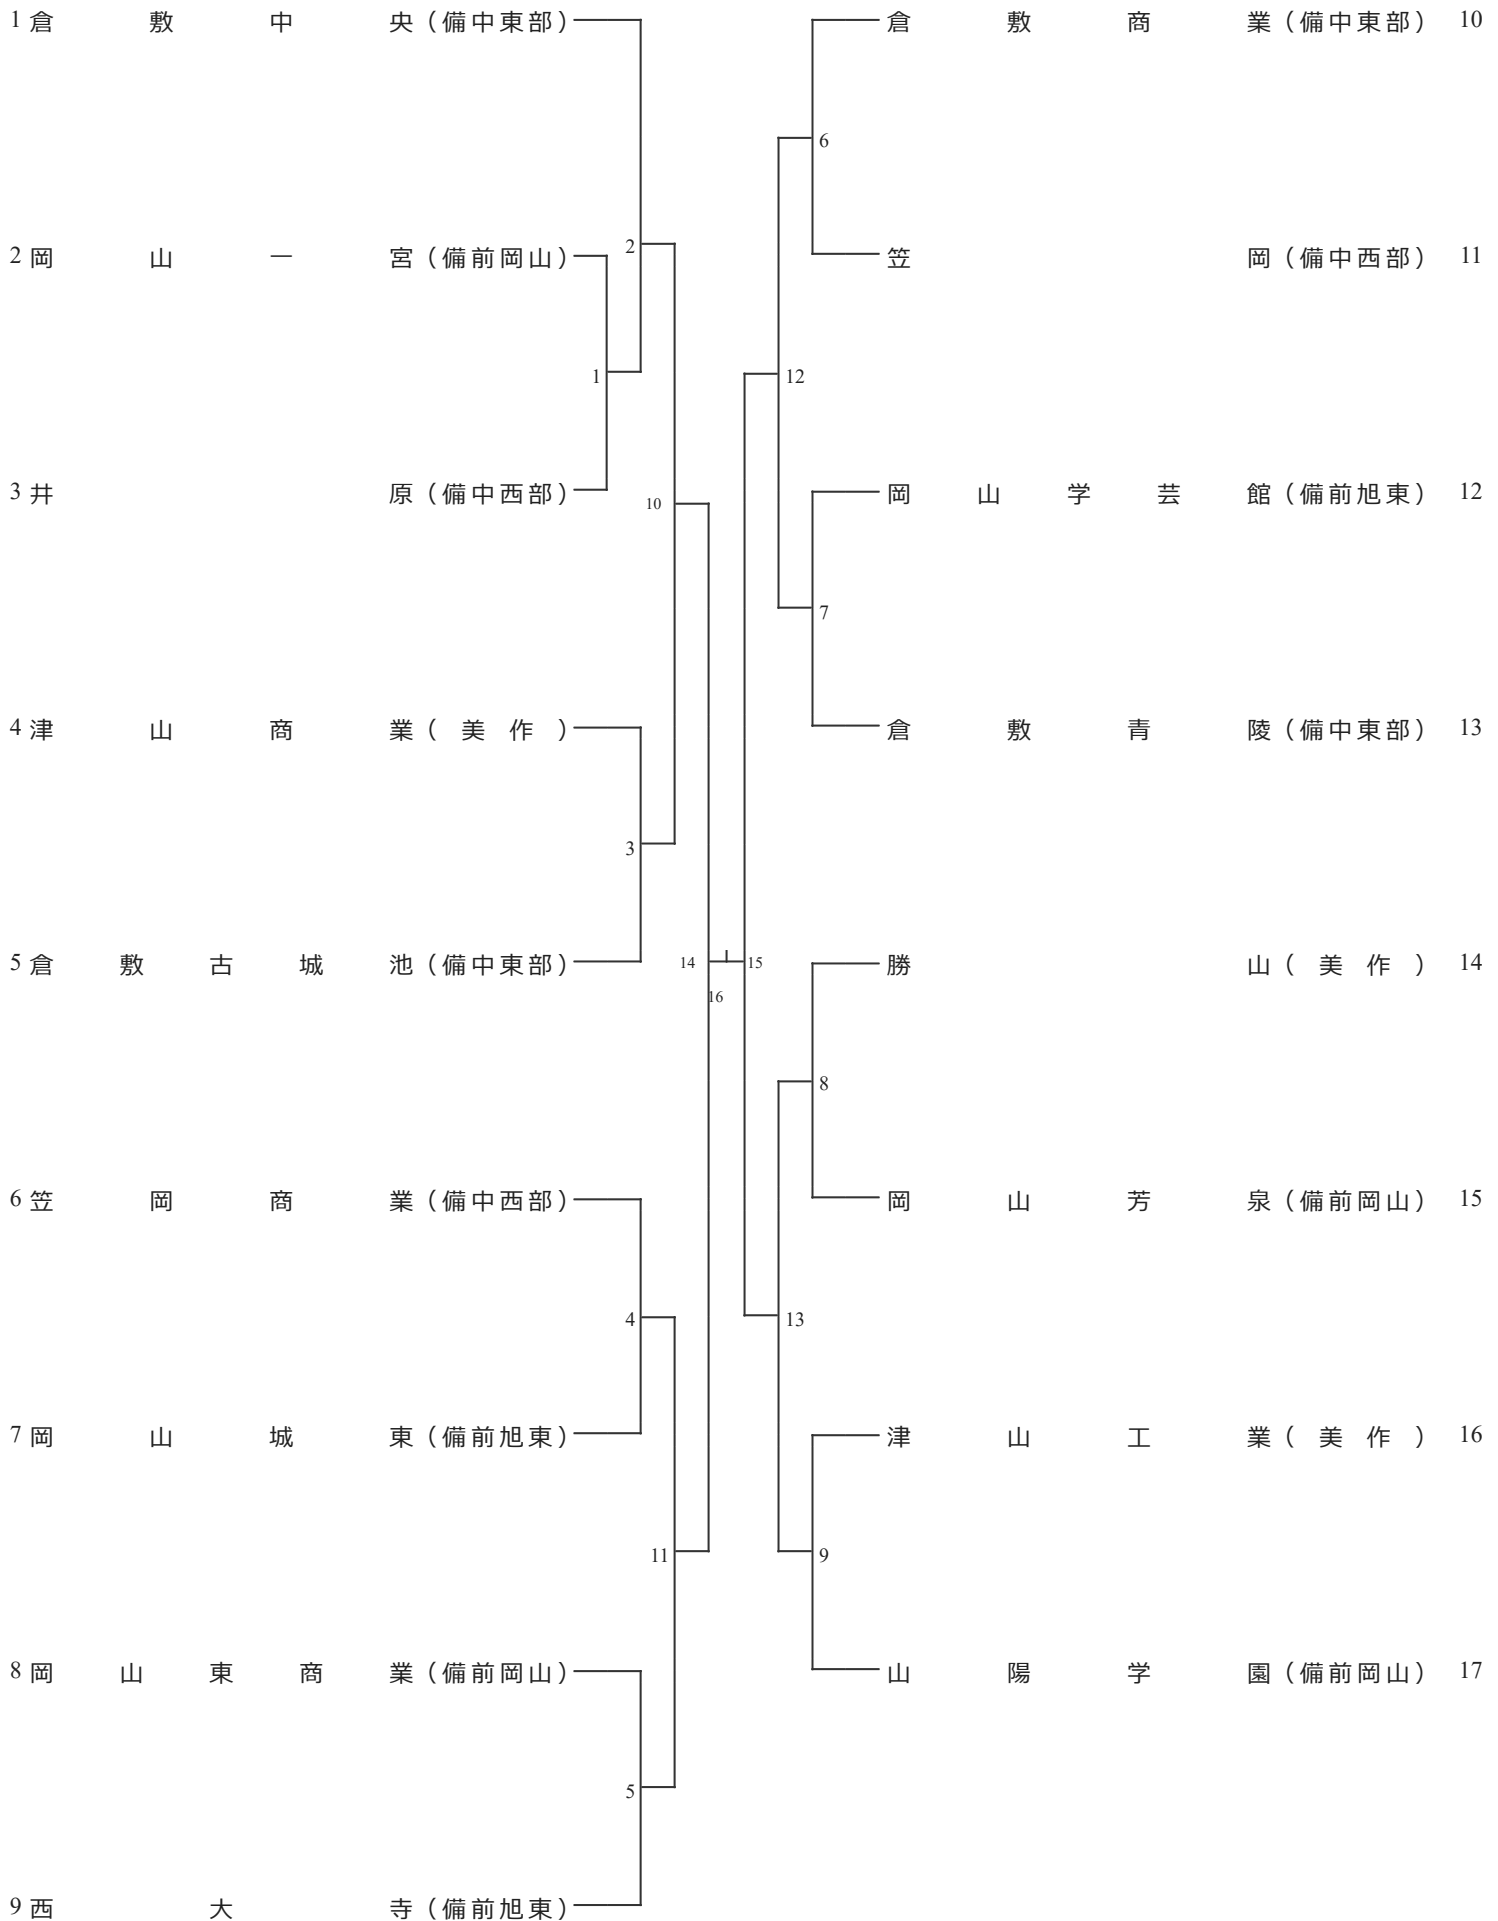 1 倉敷中央（備中東部）
2 岡山一宮（備前岡山）
3 井原（備中西部）
4 津山商業（美作）
5 倉敷古城池（備中東部）
6 笠岡商業（備中西部）
7 岡山城東（備前旭東）
8 岡山東商業（備前岡山）
9 西大寺（備前旭東）
2
1
10
3
14
16
4
11
5
6
12
7
15
8
13
9
倉敷商業（備中東部） 10
笠岡（備中西部） 11
岡山学芸館（備前旭東） 12
倉敷青陵（備中東部） 13
勝山（美作） 14
岡山芳泉（備前岡山） 15
津山工業（美作） 16
山陽学園（備前岡山） 17